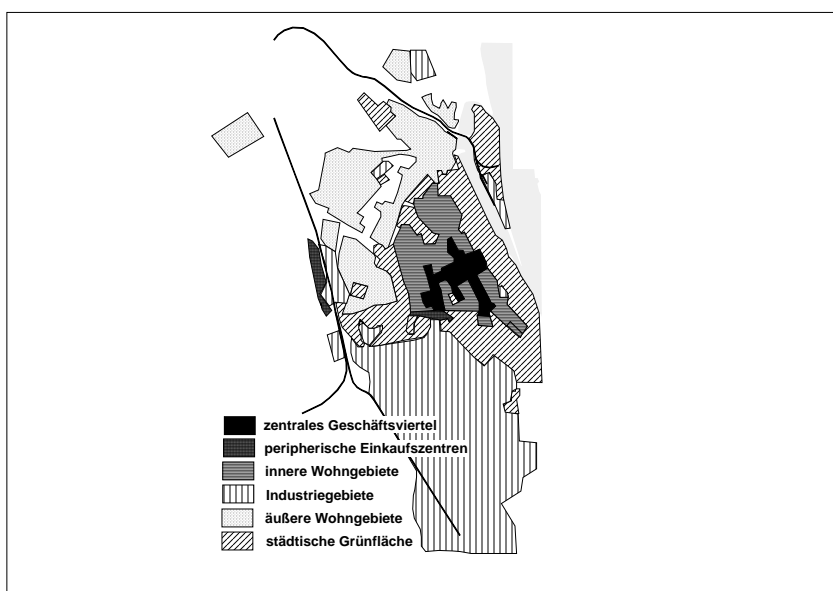 zentrales Geschäftsviertel
peripherische Einkaufszentren
innere Wohngebiete
Industriegebiete
äußere Wohngebiete
städtische Grünfläche